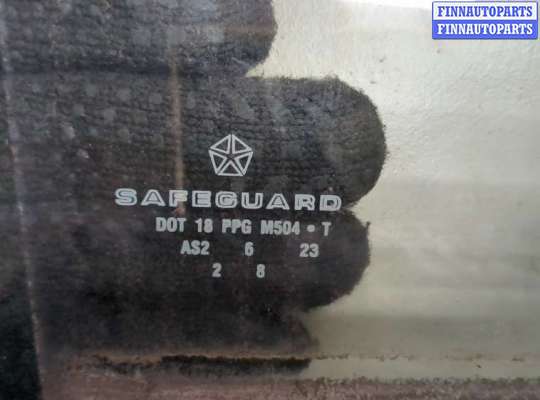 FINNAUTOPARTS
FINNAUTOPARTS
SAFEGUARD
DOT 18 PPG M504 • T
AS2 6 23
2 8